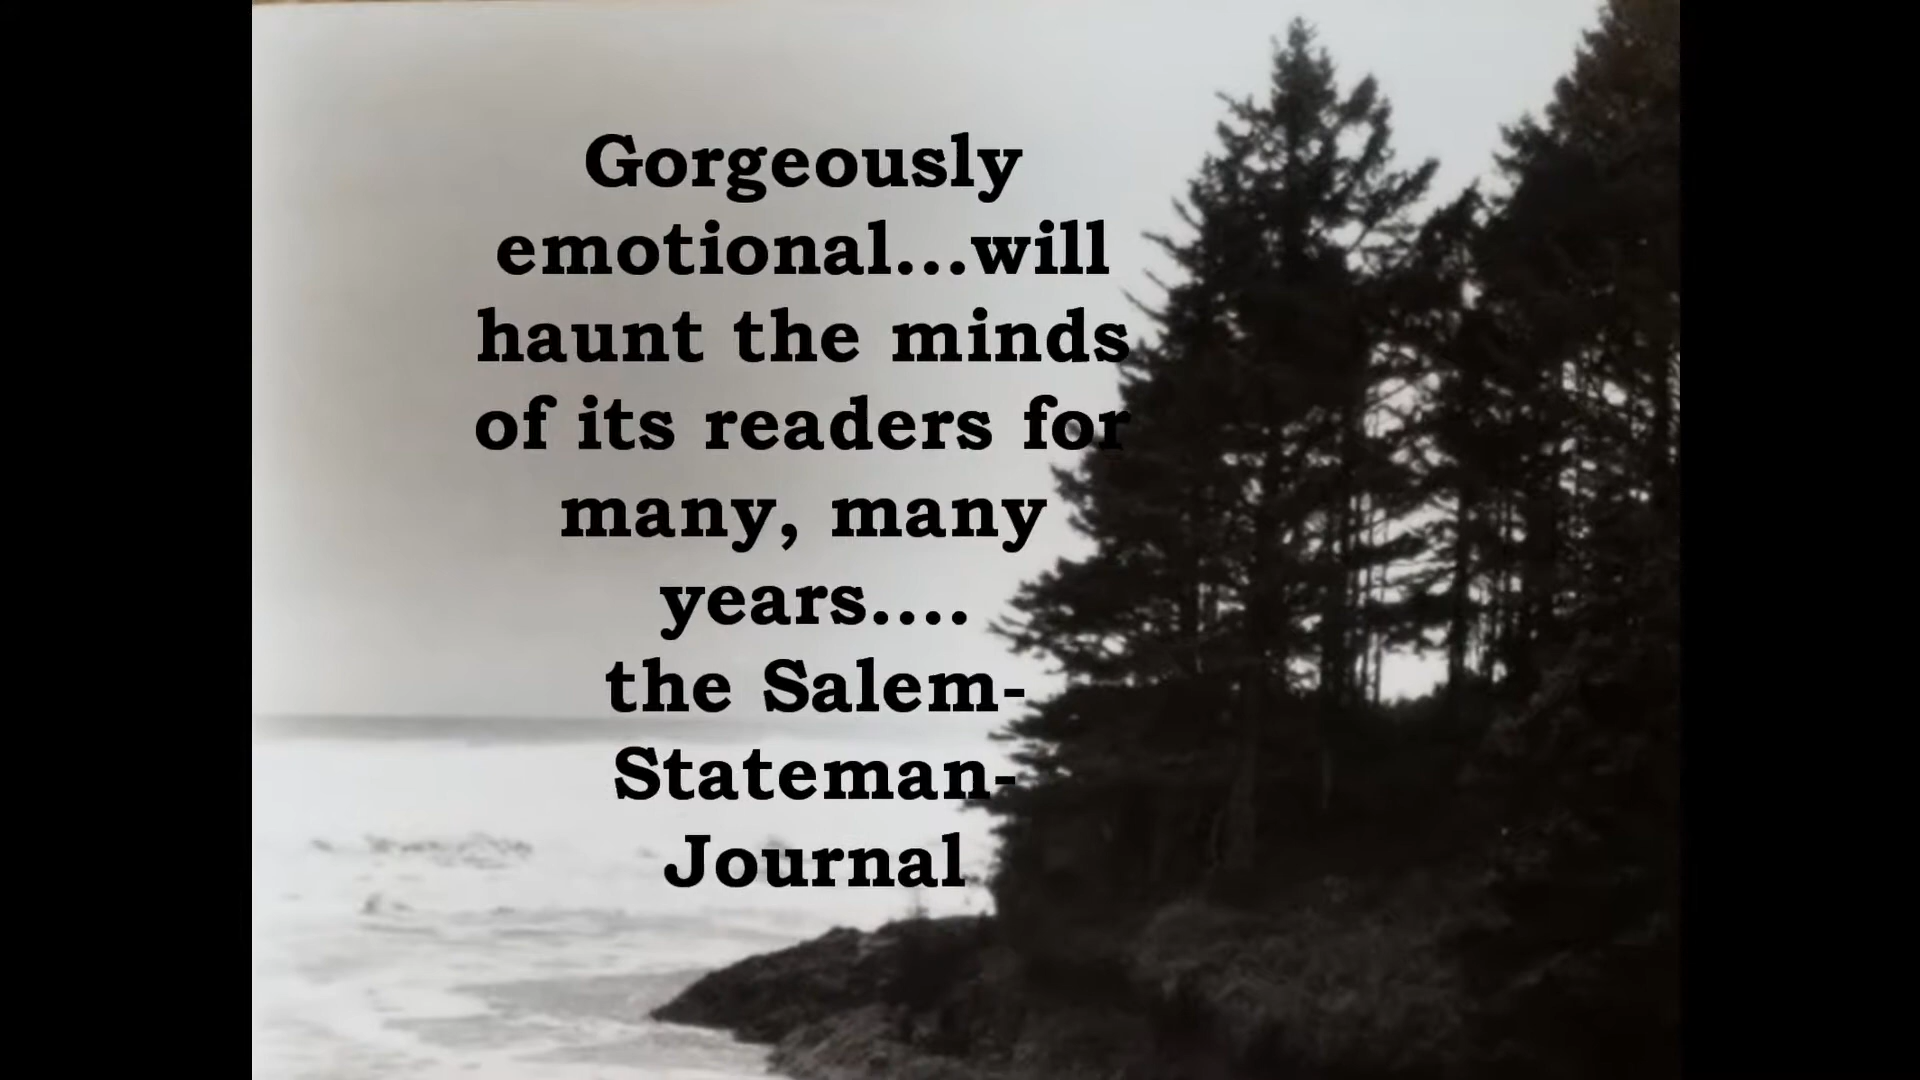 Gorgeously
emotional...will
haunt the minds
of its readers for
many, many
years....
the Salem-
Stateman-
Journal